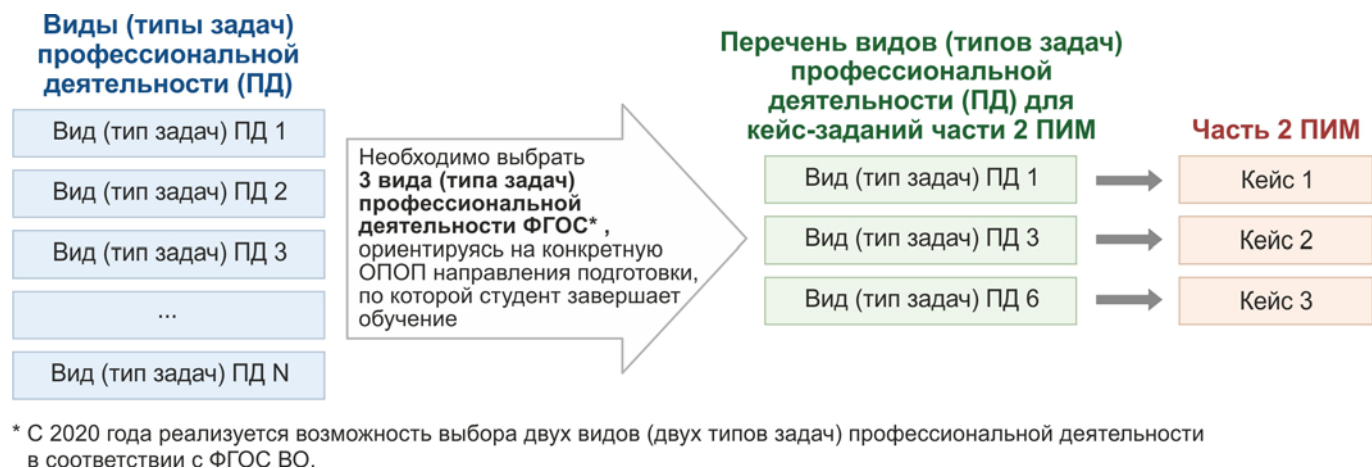 Виды (типы задач)
профессиональной
деятельности (ПД)
Вид (тип задач) ПД 1
Вид (тип задач) ПД 2
Вид (тип задач) ПД 3
...
Вид (тип задач) ПД N
Необходимо выбрать
3 вида (типа задач)
профессиональной
деятельности ФГОС* ,
ориентируясь на конкретную
ОПОП направления подготовки,
по которой студент завершает
обучение
Перечень видов (типов задач)
профессиональной
деятельности (ПД) для
кейс-заданий части 2 ПИМ
Вид (тип задач) ПД 1
Вид (тип задач) ПД 3
Вид (тип задач) ПД 6
Часть 2 ПИМ
Кейс 1
Кейс 2
Кейс 3
* С 2020 года реализуется возможность выбора двух видов (двух типов задач) профессиональной деятельности
в соответствии с ФГОС ВО.